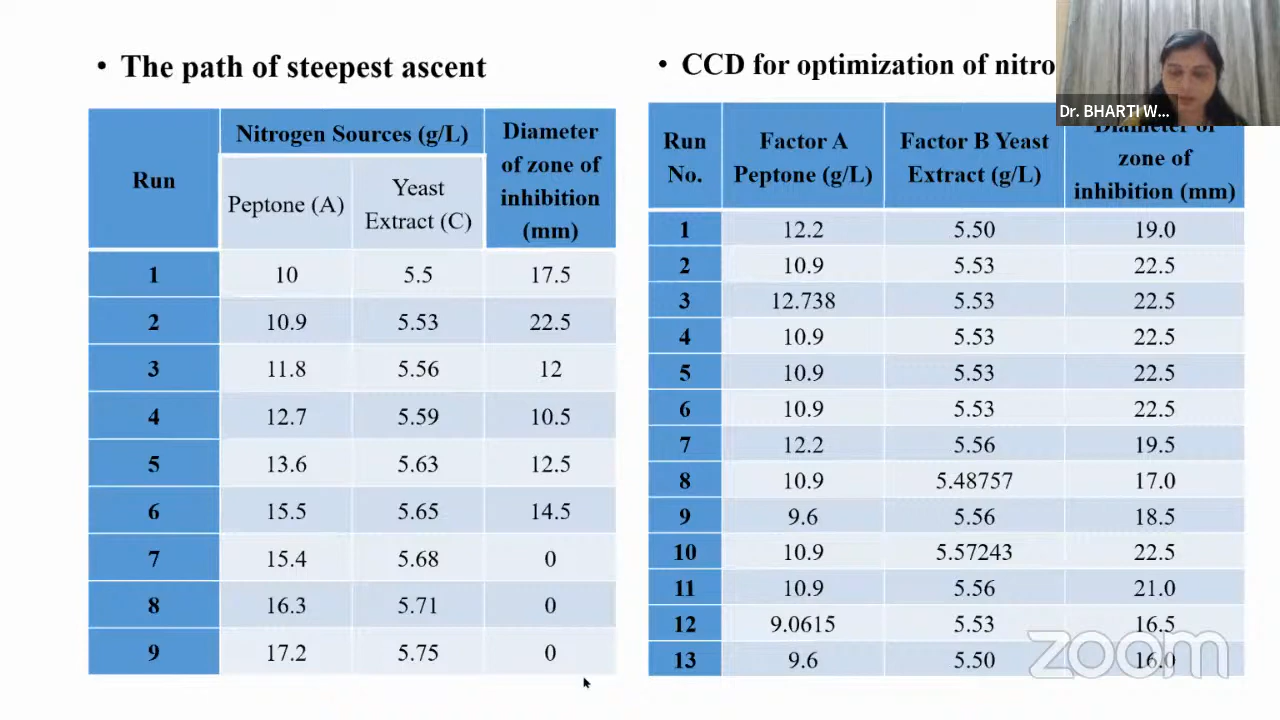 • The path of steepest ascent
Run
Nitrogen Sources (g/L)
Peptone (A)
Yeast
Extract (C)
Diameter
of zone of
inhibition
(mm)
1 10 5.5 17.5
2 10.9 5.53 22.5
3 11.8 5.56 12
4 12.7 5.59 10.5
5 13.6 5.63 12.5
6 15.5 5.65 14.5
7 15.4 5.68 0
8 16.3 5.71 0
9 17.2 5.75 0
• CCD for optimization of nitro
Dr. BHARTI W...
Run
No.
Factor A
Peptone (g/L)
Factor B Yeast
Extract (g/L)
Diameter of
zone of
inhibition (mm)
1 12.2 5.50 19.0
2 10.9 5.53 22.5
3 12.738 5.53 22.5
4 10.9 5.53 22.5
5 10.9 5.53 22.5
6 10.9 5.53 22.5
7 12.2 5.56 19.5
8 10.9 5.48757 17.0
9 9.6 5.56 18.5
10 10.9 5.57243 22.5
11 10.9 5.56 21.0
12 9.0615 5.53 16.5
13 9.6 5.50 16.0
zoom